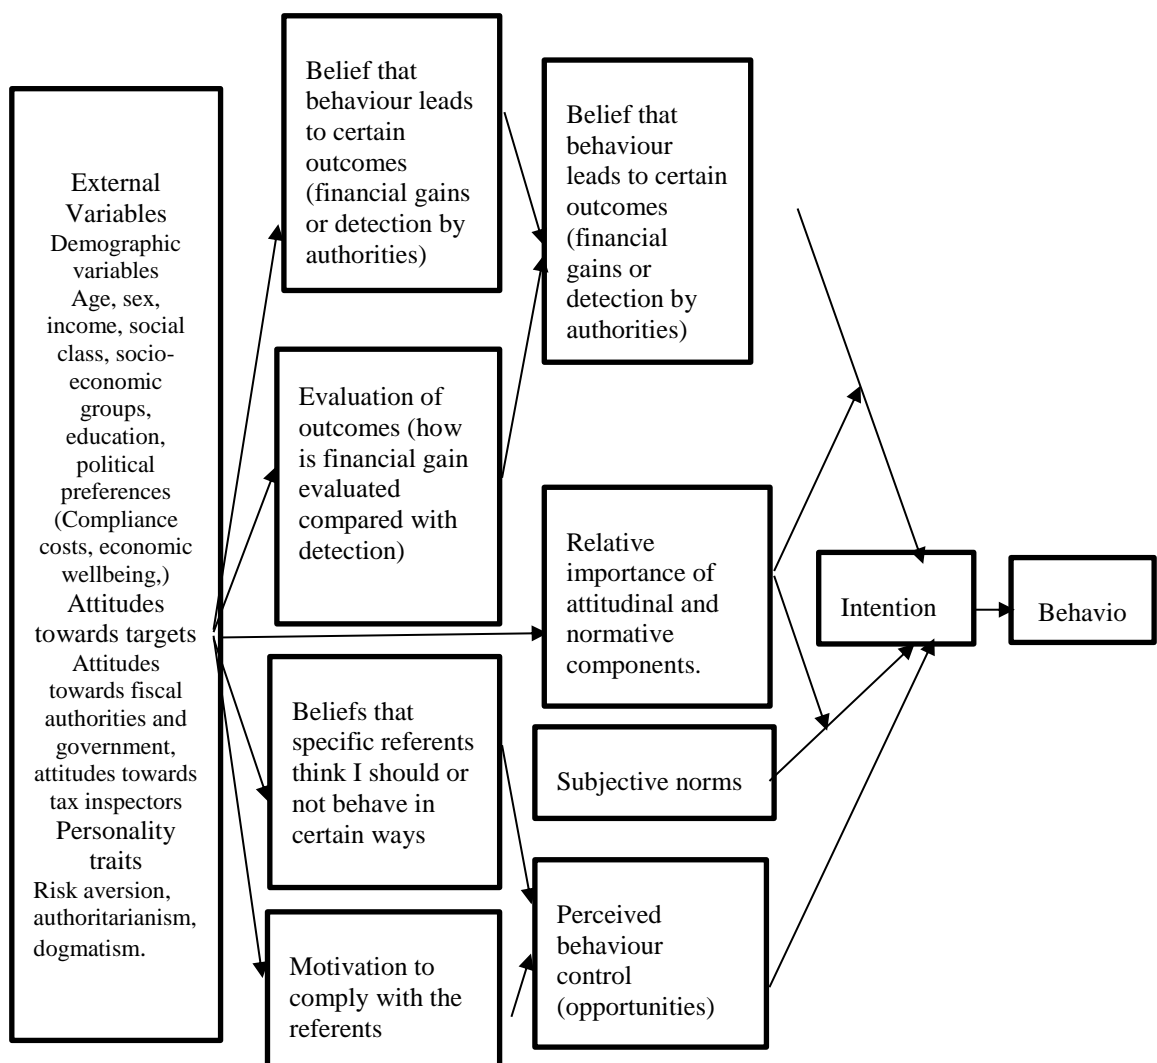 External
Variables
Demographic
variables
Age, sex,
income, social
class, socio-
economic
groups,
education,
political
preferences
(Compliance
costs, economic
wellbeing,)
Attitudes
towards targets
Attitudes
towards fiscal
authorities and
government,
attitudes towards
tax inspectors
Personality
traits
Risk aversion,
authoritarianism,
dogmatism.
Belief that
behaviour leads
to certain
outcomes
(financial gains
or detection by
authorities)
Evaluation of
outcomes (how
is financial gain
evaluated
compared with
detection)
Beliefs that
specific referents
think I should or
not behave in
certain ways
Motivation to
comply with the
referents
Belief that
behaviour
leads to certain
outcomes
(financial
gains or
detection by
authorities)
Relative
importance of
attitudinal and
normative
components.
Subjective norms
Perceived
behaviour
control
(opportunities)
Intention
Behavio